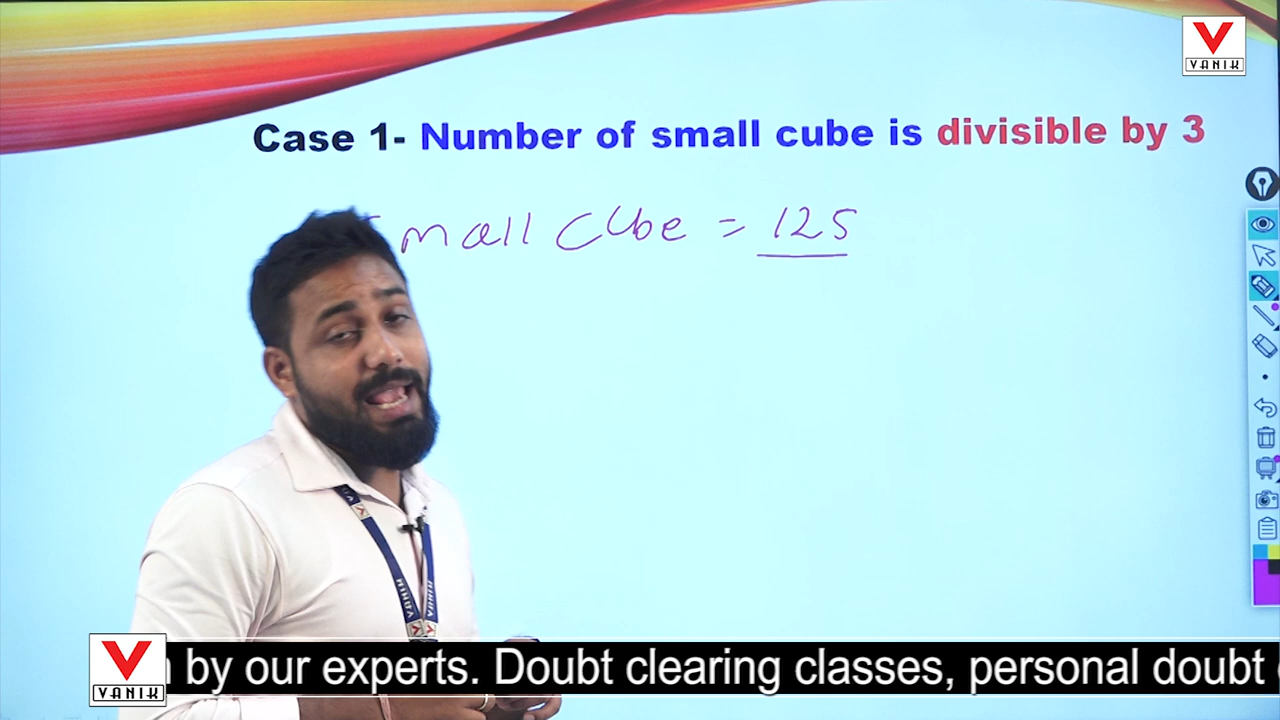 VANIK
Case 1- Number of small cube is divisible by 3
small cube = 125
by our experts. Doubt clearing classes, personal doubt
VANIK